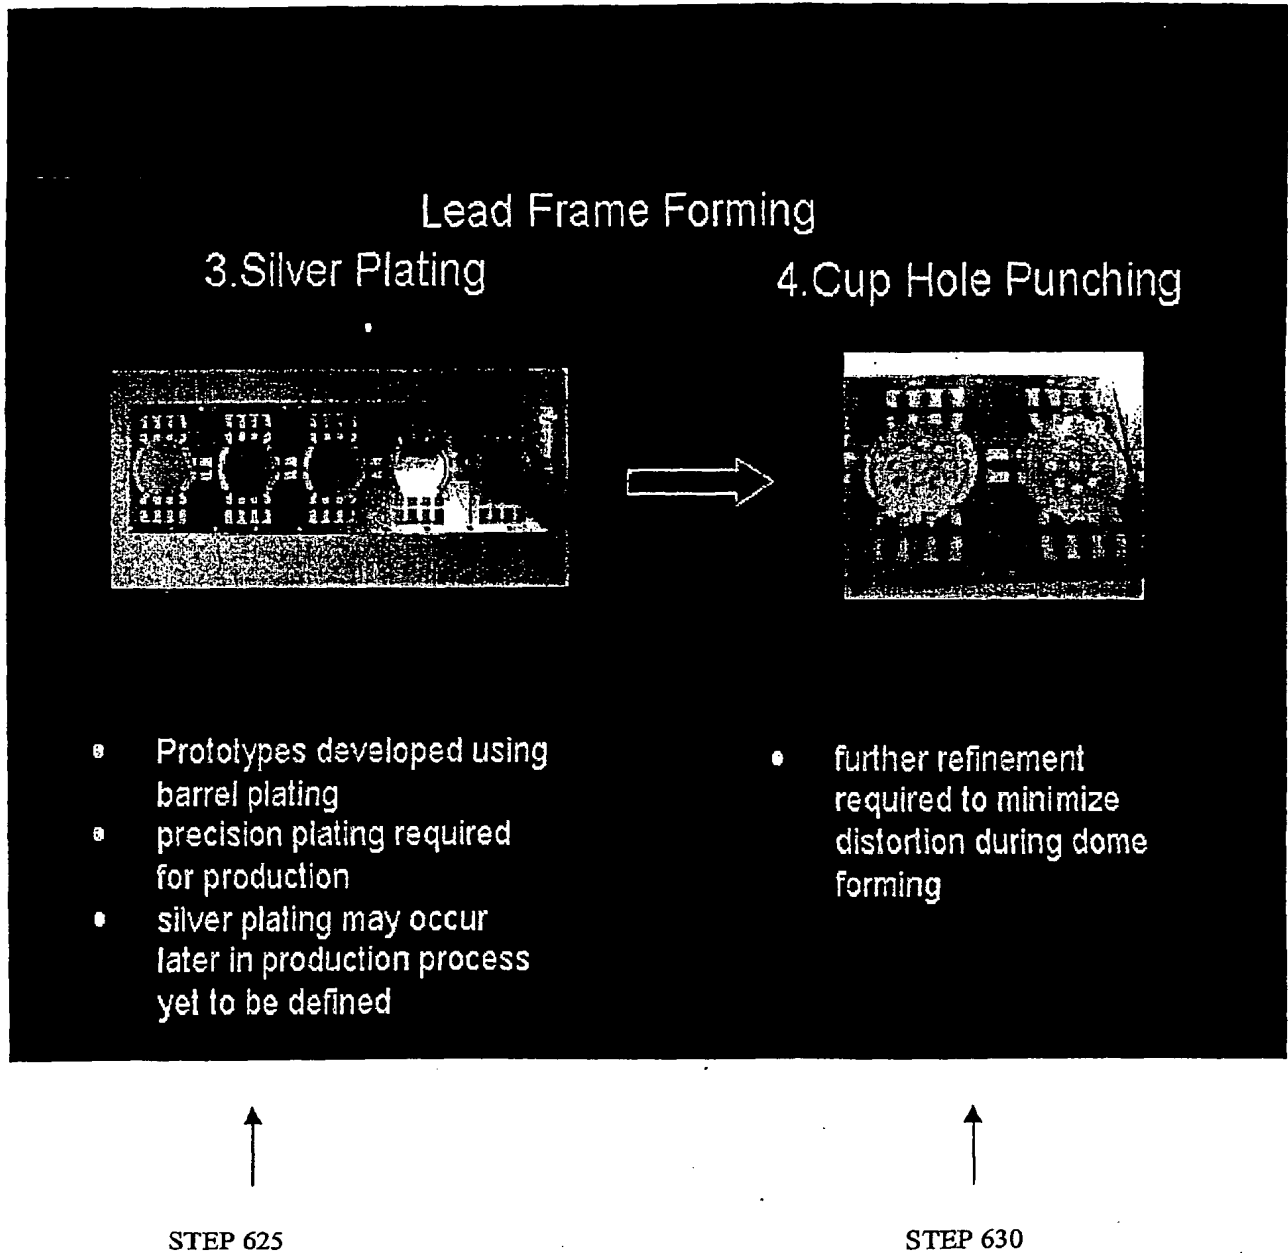 Lead Frame Forming
3.Silver Plating
4.Cup Hole Punching
• Prototypes developed using
barrel plating
• precision plating required
for production
• silver plating may occur
later in production process
yet to be defined
• further refinement
required to minimize
distortion during dome
forming
STEP 625
STEP 630